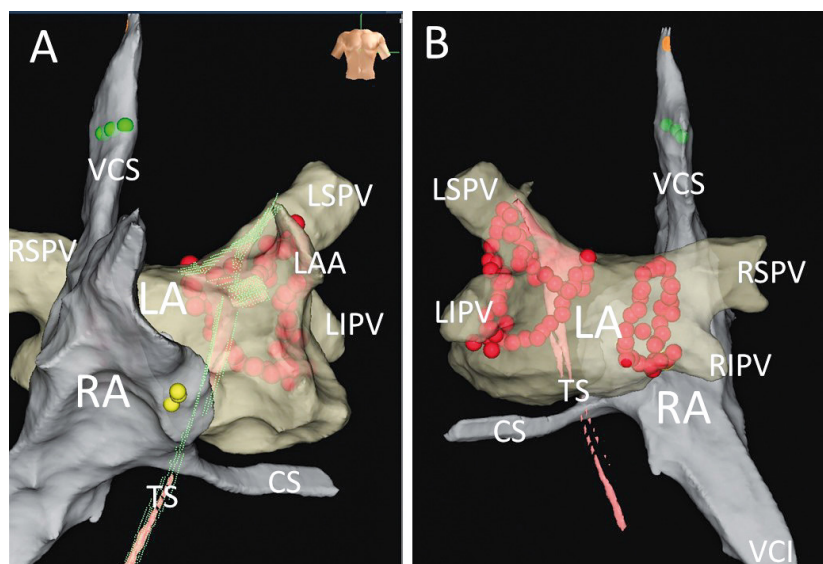 A
VCS
LSPV
RSPV
LAA
LA
LIPV
RA
TS
CS
B
LSPV
VCS
RSPV
LIPV
LA
RIPV
TS
RA
CS
VCI